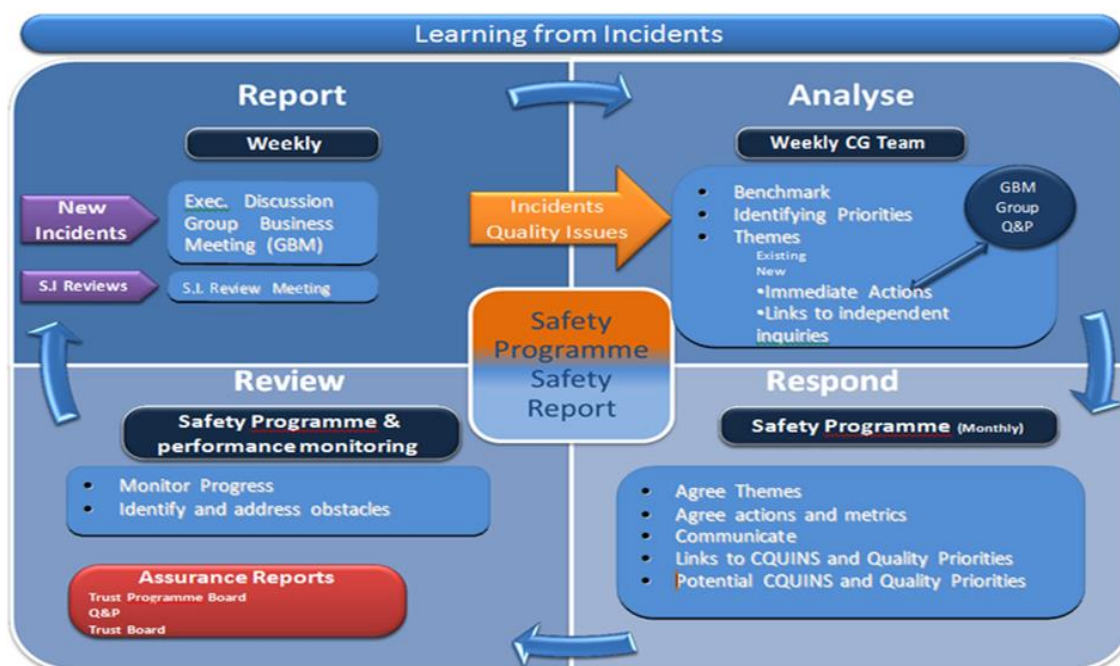 Learning from Incidents
Report
Weekly
New
Incidents
Exec. Discussion
Group Business
Meeting (GBM)
S.I Reviews
S.I. Review Meeting
Incidents
Quality Issues
Analyse
Weekly CG Team
• Benchmark
• Identifying Priorities
• Themes
Existing
New
•Immediate Actions
•Links to independent
inquiries
GBM
Group
Q&P
Safety
Programme
Safety
Report
Review
Safety Programme &
performance monitoring
• Monitor Progress
• Identify and address obstacles
Assurance Reports
Trust Programme Board
Q&P
Trust Board
Respond
Safety Programme (Monthly)
• Agree Themes
• Agree actions and metrics
• Communicate
• Links to CQUINS and Quality Priorities
• Potential CQUINS and Quality Priorities